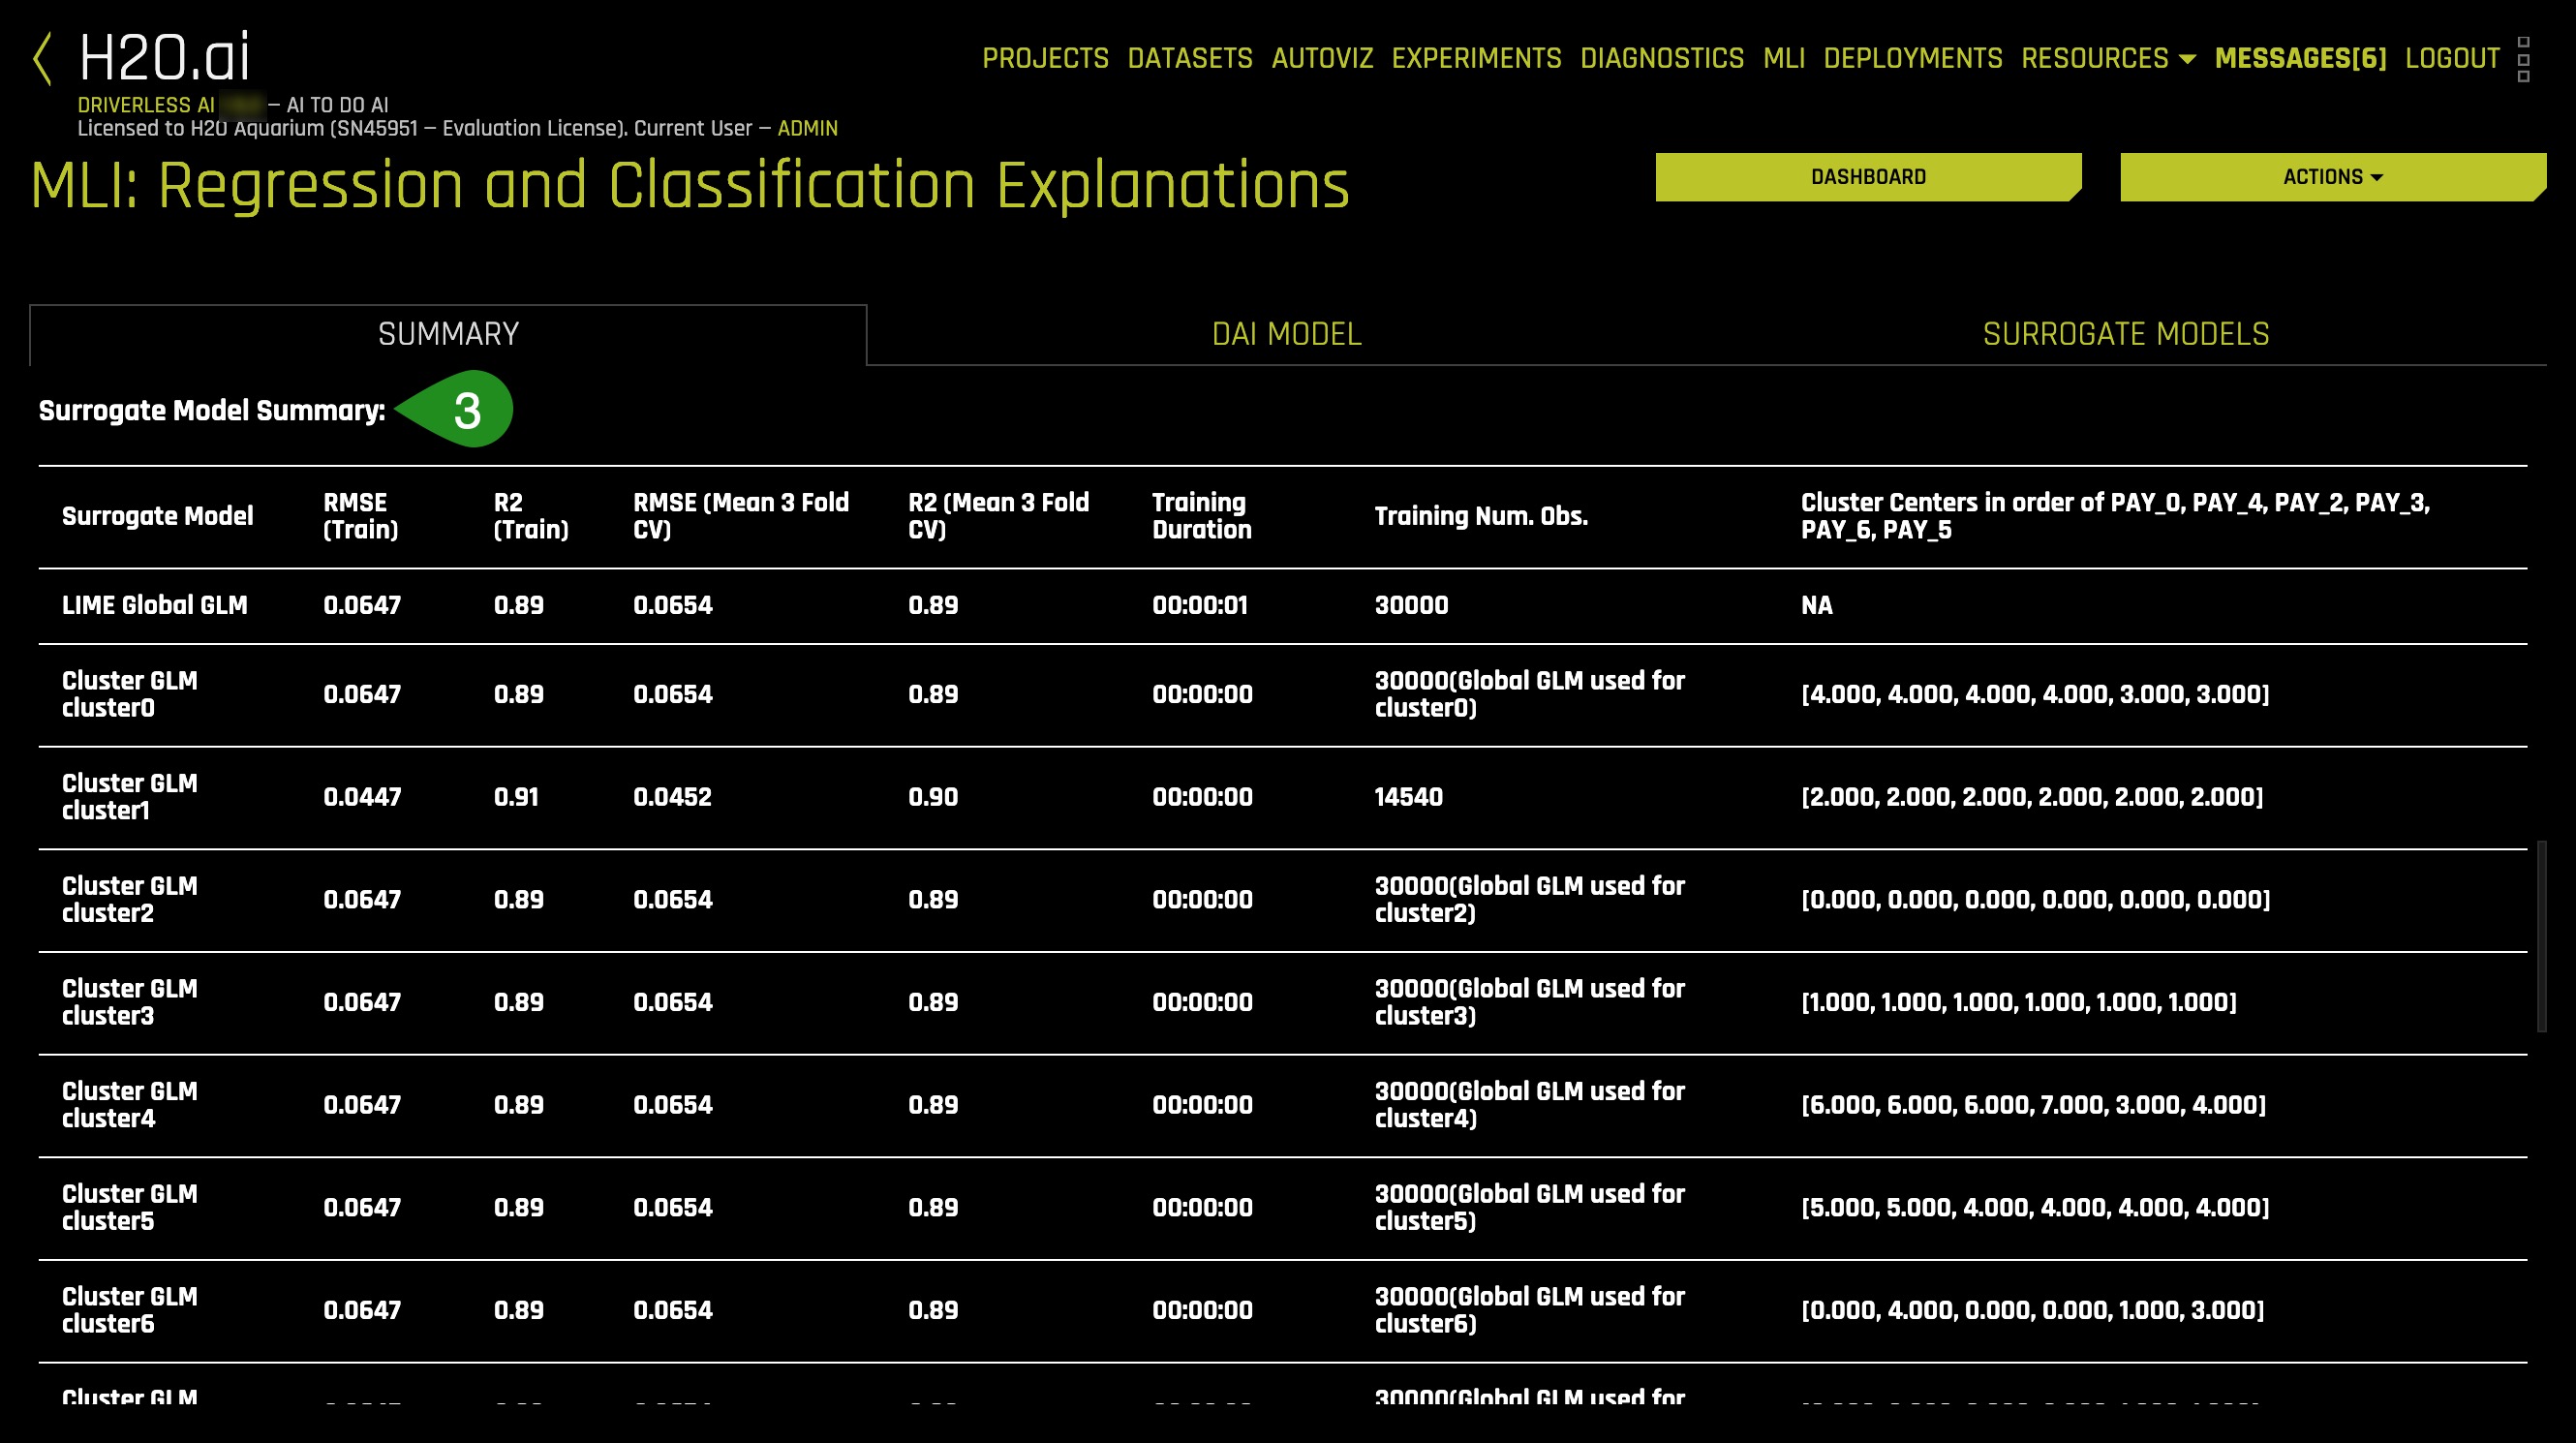 H2O.ai
PROJECTS DATASETS AUTOVIZ EXPERIMENTS DIAGNOSTICS MLI DEPLOYMENTS RESOURCES MESSAGES[6] LOGOUT
DRIVERLESS AI – AI TO DO AI
Licensed to H2O Aquarium (SN45951 – Evaluation License). Current User – ADMIN
MLI: Regression and Classification Explanations
DASHBOARD
ACTIONS
SUMMARY
DAI MODEL
SURROGATE MODELS
Surrogate Model Summary:
3
Surrogate Model
RMSE
(Train)
R2
(Train)
RMSE (Mean 3 Fold
CV)
R2 (Mean 3 Fold
CV)
Training
Duration
Training Num. Obs.
Cluster Centers in order of PAY_0, PAY_4, PAY_2, PAY_3,
PAY_6, PAY_5
LIME Global GLM
0.0647
0.89
0.0654
0.89
00:00:01
30000
NA
Cluster GLM
cluster0
0.0647
0.89
0.0654
0.89
00:00:00
30000(Global GLM used for
cluster0)
[4.000, 4.000, 4.000, 4.000, 3.000, 3.000]
Cluster GLM
cluster1
0.0447
0.91
0.0452
0.90
00:00:00
14540
[2.000, 2.000, 2.000, 2.000, 2.000, 2.000]
Cluster GLM
cluster2
0.0647
0.89
0.0654
0.89
00:00:00
30000(Global GLM used for
cluster2)
[0.000, 0.000, 0.000, 0.000, 0.000, 0.000]
Cluster GLM
cluster3
0.0647
0.89
0.0654
0.89
00:00:00
30000(Global GLM used for
cluster3)
[1.000, 1.000, 1.000, 1.000, 1.000, 1.000]
Cluster GLM
cluster4
0.0647
0.89
0.0654
0.89
00:00:00
30000(Global GLM used for
cluster4)
[6.000, 6.000, 6.000, 7.000, 3.000, 4.000]
Cluster GLM
cluster5
0.0647
0.89
0.0654
0.89
00:00:00
30000(Global GLM used for
cluster5)
[5.000, 5.000, 4.000, 4.000, 4.000, 4.000]
Cluster GLM
cluster6
0.0647
0.89
0.0654
0.89
00:00:00
30000(Global GLM used for
cluster6)
[0.000, 4.000, 0.000, 0.000, 1.000, 3.000]
Cluster GLM
30000(Global GLM used for